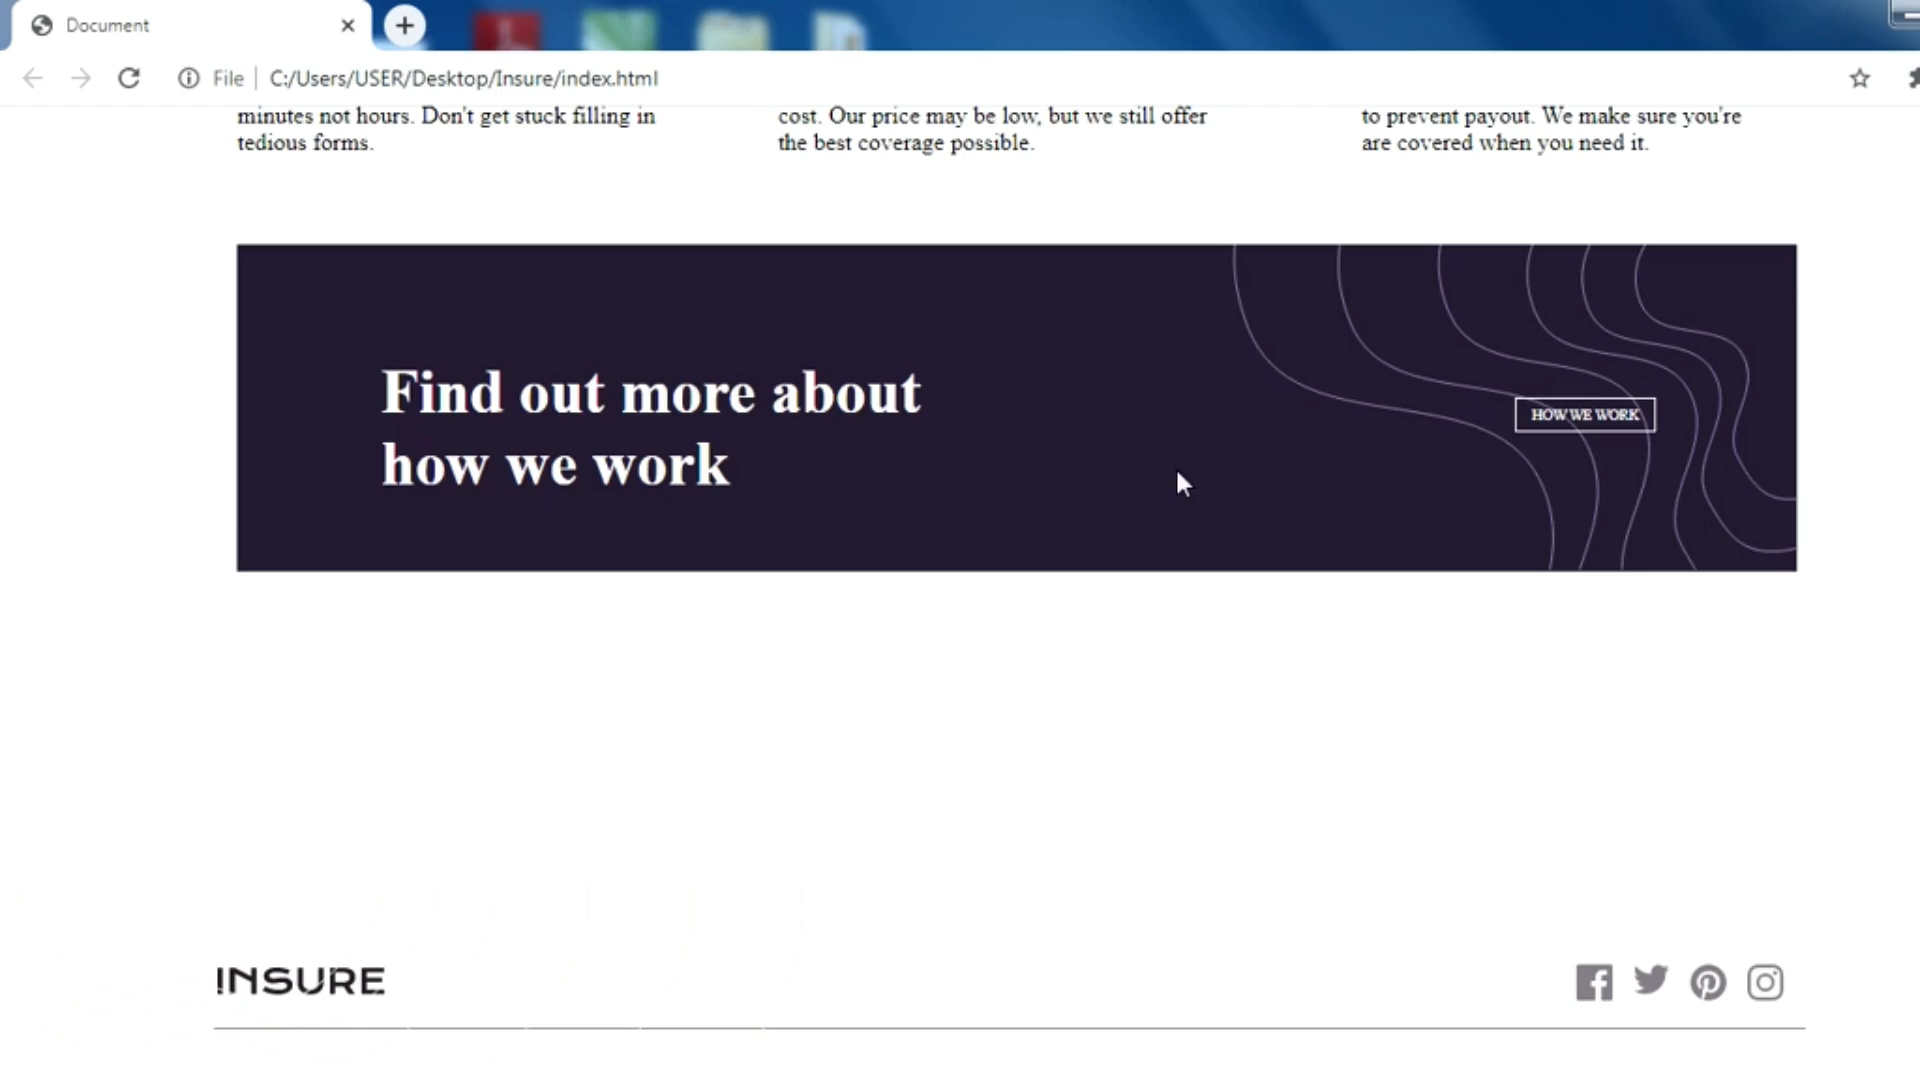 Document
File C:/Users/USER/Desktop/Insure/index.html
minutes not hours. Don't get stuck filling in
tedious forms.
cost. Our price may be low, but we still offer
the best coverage possible.
to prevent payout. We make sure you're
are covered when you need it.
Find out more about
how we work
HOW WE WORK
INSURE